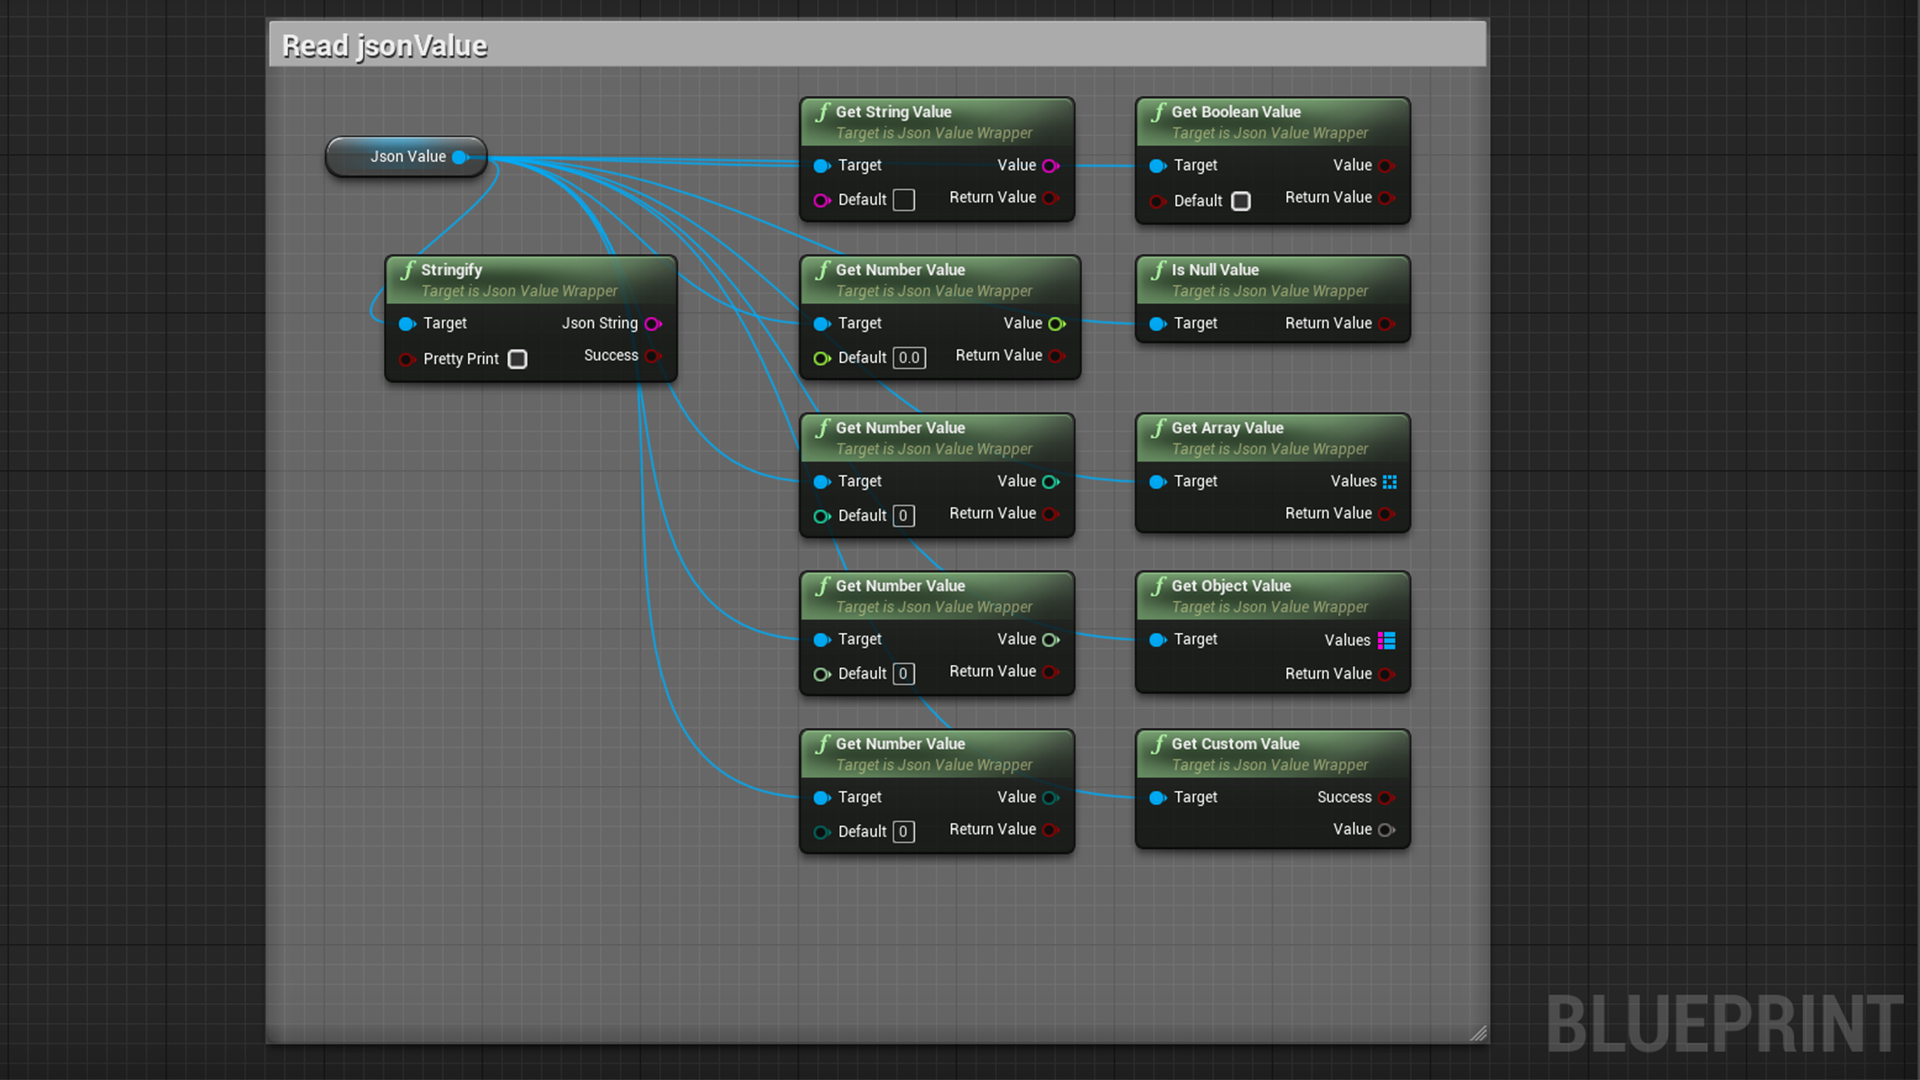 Read jsonValue
Json Value
Stringify
Target is Json Value Wrapper
Target Json String
Pretty Print Success
Get String Value
Target is Json Value Wrapper
Target Value
Default Return Value
Get Boolean Value
Target is Json Value Wrapper
Target Value
Default Return Value
Get Number Value
Target is Json Value Wrapper
Target Value
Default 0.0 Return Value
Is Null Value
Target is Json Value Wrapper
Target Return Value
Get Number Value
Target is Json Value Wrapper
Target Value
Default 0 Return Value
Get Array Value
Target is Json Value Wrapper
Target Values
Return Value
Get Number Value
Target is Json Value Wrapper
Target Value
Default 0 Return Value
Get Object Value
Target is Json Value Wrapper
Target Values
Return Value
Get Number Value
Target is Json Value Wrapper
Target Value
Default 0 Return Value
Get Custom Value
Target is Json Value Wrapper
Target Success
Value
BLUEPRINT